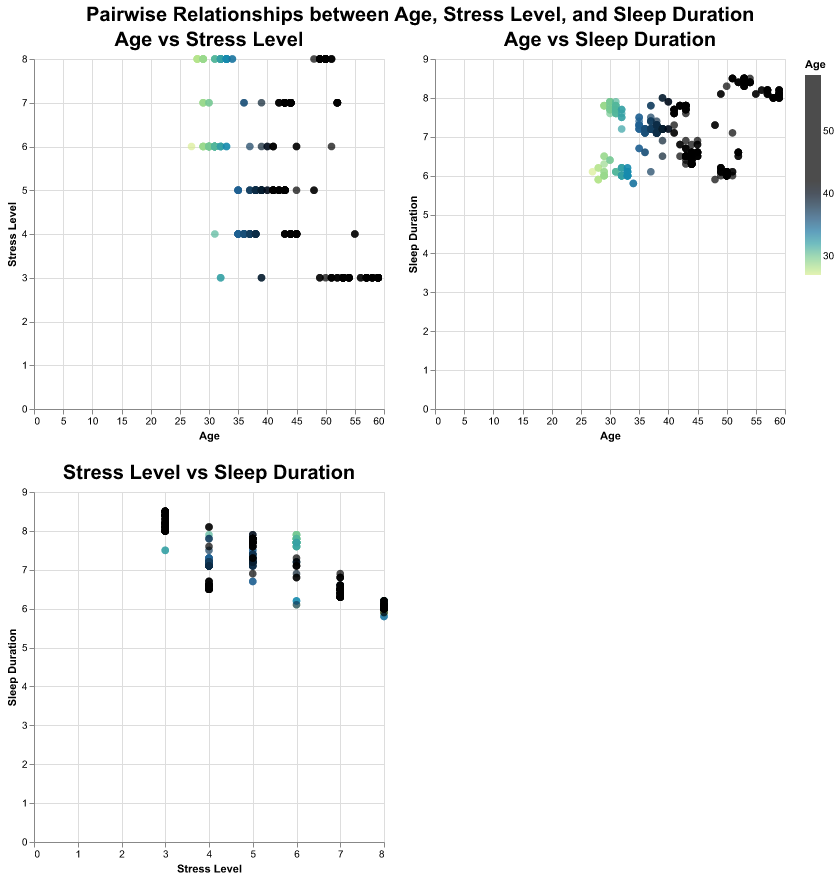 Pairwise Relationships between Age, Stress Level, and Sleep Duration
Age vs Stress Level
8
7
6
5
4
3
2
1
0
Stress Level
0 5 10 15 20 25 30 35 40 45 50 55 60
Age
Age vs Sleep Duration
9
8
7
6
5
4
3
2
1
0
Sleep Duration
0 5 10 15 20 25 30 35 40 45 50 55 60
Age
Age
50
40
30
Stress Level vs Sleep Duration
9
8
7
6
5
4
3
2
1
0
Sleep Duration
0 1 2 3 4 5 6 7 8
Stress Level